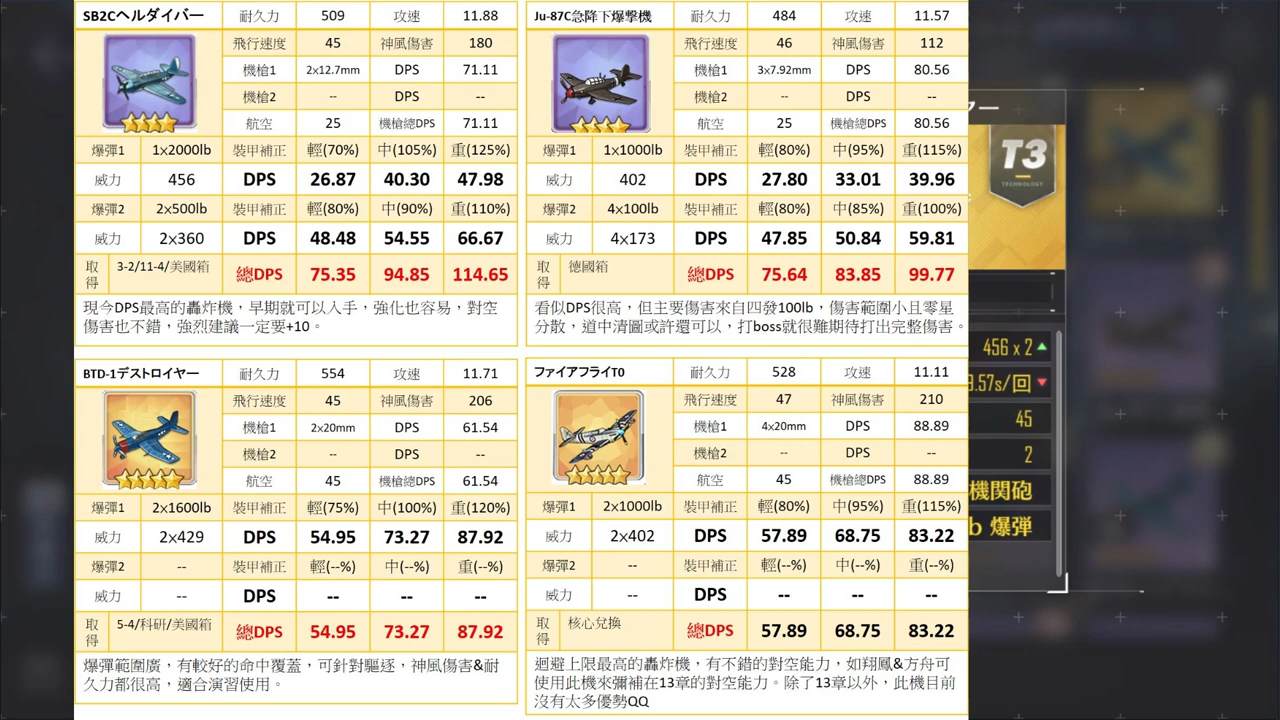 SB2Cヘルダイバー 耐久力 509 攻速 11.88
飛行速度 45 神風傷害 180
機槍1 2x12.7mm DPS 71.11
機槍2 -- DPS --
航空 25 機槍總DPS 71.11
爆彈1 1x2000lb 裝甲補正 輕(70%) 中(105%) 重(125%)
威力 456 DPS 26.87 40.30 47.98
爆彈2 2x500lb 裝甲補正 輕(80%) 中(90%) 重(110%)
威力 2x360 DPS 48.48 54.55 66.67
取得 3-2/11-4/美國箱 總DPS 75.35 94.85 114.65
現今DPS最高的轟炸機，早期就可以入手，強化也容易，對空
傷害也不錯，強烈建議一定要+10。
Ju-87C急降下爆撃機 耐久力 484 攻速 11.57
飛行速度 46 神風傷害 112
機槍1 3x7.92mm DPS 80.56
機槍2 -- DPS --
航空 25 機槍總DPS 80.56
爆彈1 1x1000lb 裝甲補正 輕(80%) 中(95%) 重(115%)
威力 402 DPS 27.80 33.01 39.96
爆彈2 4x100lb 裝甲補正 輕(80%) 中(85%) 重(100%)
威力 4x173 DPS 47.85 50.84 59.81
取得 德國箱 總DPS 75.64 83.85 99.77
看似DPS很高，但主要傷害來自四發100lb，傷害範圍小且零星
分散，道中清圖或許還可以，打boss就很難期待打出完整傷害。
BTD-1デストロイヤー 耐久力 554 攻速 11.71
飛行速度 45 神風傷害 206
機槍1 2x20mm DPS 61.54
機槍2 -- DPS --
航空 45 機槍總DPS 61.54
爆彈1 2x1600lb 裝甲補正 輕(75%) 中(100%) 重(120%)
威力 2x429 DPS 54.95 73.27 87.92
爆彈2 -- 裝甲補正 輕(--%) 中(--%) 重(--%)
威力 -- DPS -- -- --
取得 5-4/科研/美國箱 總DPS 54.95 73.27 87.92
爆彈範圍廣，有較好的命中覆蓋，可針對驅逐，神風傷害&耐
久力都很高，適合演習使用。
ファイアフライT0 耐久力 528 攻速 11.11
飛行速度 47 神風傷害 210
機槍1 4x20mm DPS 88.89
機槍2 -- DPS --
航空 45 機槍總DPS 88.89
爆彈1 2x1000lb 裝甲補正 輕(80%) 中(95%) 重(115%)
威力 2x402 DPS 57.89 68.75 83.22
爆彈2 -- 裝甲補正 輕(--%) 中(--%) 重(--%)
威力 -- DPS -- -- --
取得 核心兌換 總DPS 57.89 68.75 83.22
迴避上限最高的轟炸機，有不錯的對空能力，如翔鳳&方舟可
使用此機來彌補在13章的對空能力。除了13章以外，此機目前
沒有太多優勢QQ
ー
T3
TECHNOLOGY
456 x 2
9.57s/回
45
2
機関砲
b 爆弾